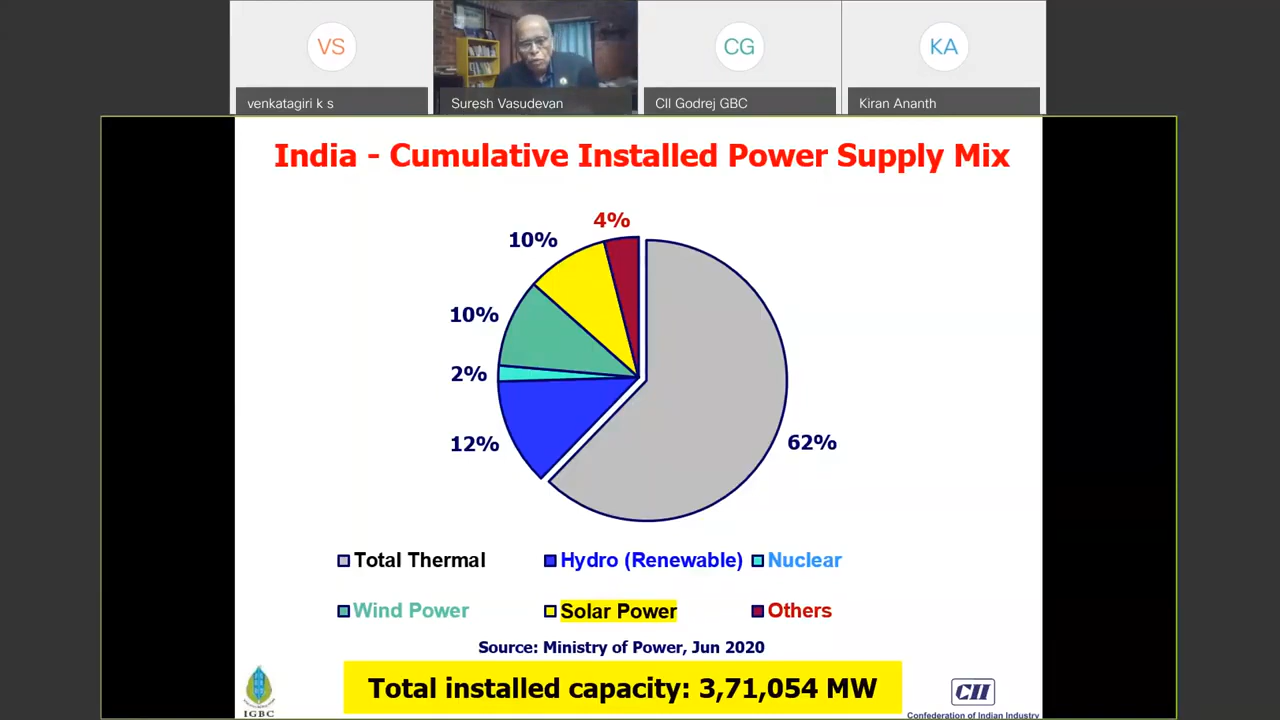 VS
CG
KA
venkatagiri k s
Suresh Vasudevan
CII Godrej GBC
Kiran Ananth
India - Cumulative Installed Power Supply Mix
4%
10%
10%
2%
12%
62%
Total Thermal
Hydro (Renewable)
Nuclear
Wind Power
Solar Power
Others
Source: Ministry of Power, Jun 2020
Total installed capacity: 3,71,054 MW
IGBC
CII
Confederation of Indian Industry